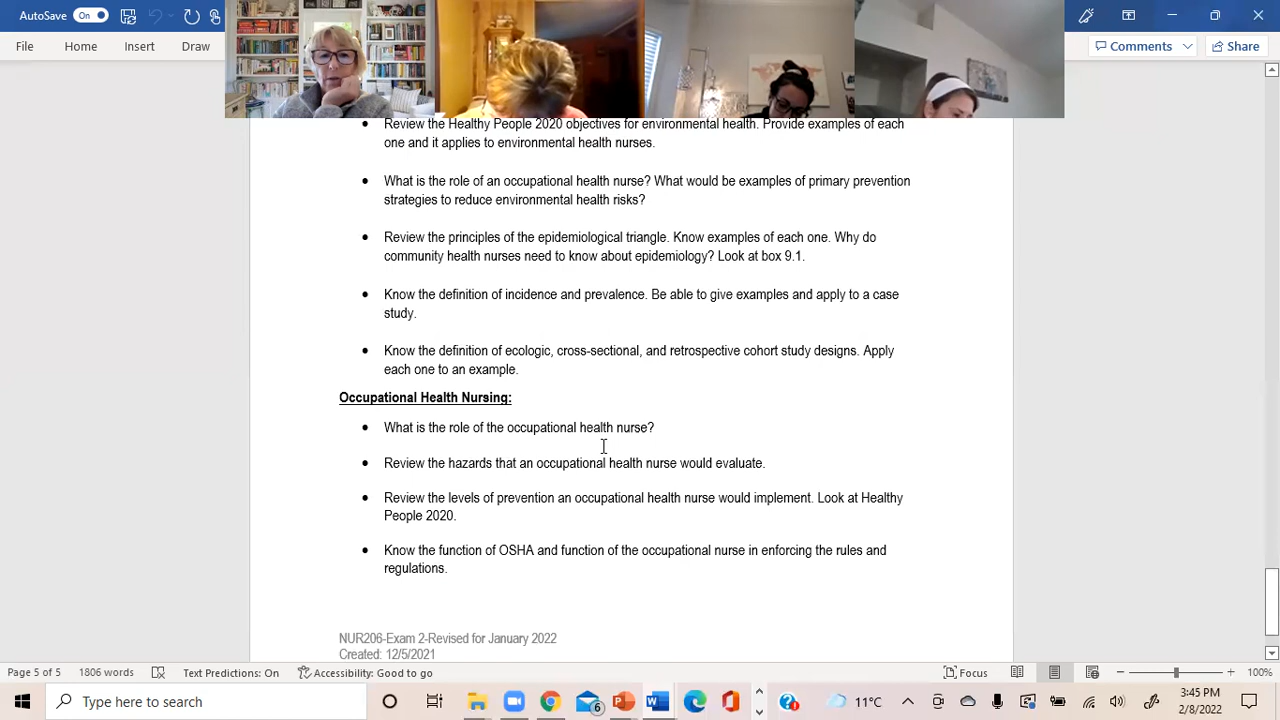 AutoSave Off
File Home Insert Draw
Comments Share
Review the Healthy People 2020 objectives for environmental health. Provide examples of each
one and it applies to environmental health nurses.
What is the role of an occupational health nurse? What would be examples of primary prevention
strategies to reduce environmental health risks?
Review the principles of the epidemiological triangle. Know examples of each one. Why do
community health nurses need to know about epidemiology? Look at box 9.1.
Know the definition of incidence and prevalence. Be able to give examples and apply to a case
study.
Know the definition of ecologic, cross-sectional, and retrospective cohort study designs. Apply
each one to an example.
Occupational Health Nursing:
What is the role of the occupational health nurse?
Review the hazards that an occupational health nurse would evaluate.
Review the levels of prevention an occupational health nurse would implement. Look at Healthy
People 2020.
Know the function of OSHA and function of the occupational nurse in enforcing the rules and
regulations.
NUR206-Exam 2-Revised for January 2022
Created: 12/5/2021
Page 5 of 5 1806 words Text Predictions: On Accessibility: Good to go Focus 100%
Type here to search 6 11°C 3:45 PM
2/8/2022